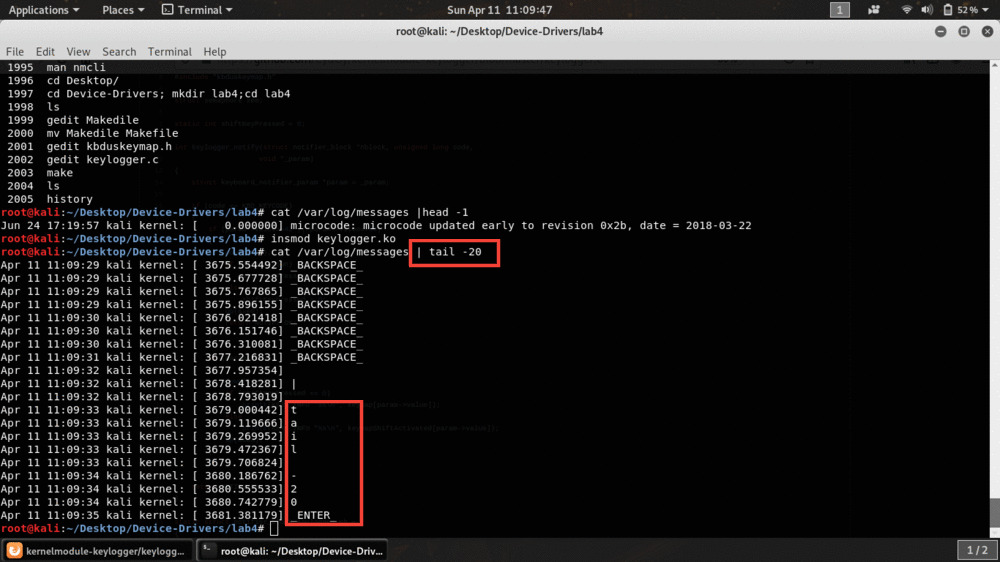 Applications Places Terminal Sun Apr 11 11:09:47 1 52 %
root@kali: ~/Desktop/Device-Drivers/lab4
File Edit View Search Terminal Help
1995 man nmcli
1996 cd Desktop/
1997 cd Device-Drivers; mkdir lab4;cd lab4
1998 ls
1999 gedit Makedile
2000 mv Makedile Makefile
2001 gedit kbduskeymap.h
2002 gedit keylogger.c
2003 make
2004 ls
2005 history
root@kali:~/Desktop/Device-Drivers/lab4# cat /var/log/messages |head -1
Jun 24 17:19:57 kali kernel: [    0.000000] microcode: microcode updated early to revision 0x2b, date = 2018-03-22
root@kali:~/Desktop/Device-Drivers/lab4# insmod keylogger.ko
root@kali:~/Desktop/Device-Drivers/lab4# cat /var/log/messages | tail -20
Apr 11 11:09:29 kali kernel: [ 3675.554492] _BACKSPACE_
Apr 11 11:09:29 kali kernel: [ 3675.677728] _BACKSPACE_
Apr 11 11:09:29 kali kernel: [ 3675.767865] _BACKSPACE_
Apr 11 11:09:29 kali kernel: [ 3675.896155] _BACKSPACE_
Apr 11 11:09:30 kali kernel: [ 3676.021418] _BACKSPACE_
Apr 11 11:09:30 kali kernel: [ 3676.151746] _BACKSPACE_
Apr 11 11:09:30 kali kernel: [ 3676.310081] _BACKSPACE_
Apr 11 11:09:31 kali kernel: [ 3677.216831] _BACKSPACE_
Apr 11 11:09:32 kali kernel: [ 3677.957354]
Apr 11 11:09:32 kali kernel: [ 3678.418281] |
Apr 11 11:09:32 kali kernel: [ 3678.793019]
Apr 11 11:09:33 kali kernel: [ 3679.000442] t
Apr 11 11:09:33 kali kernel: [ 3679.119666] a
Apr 11 11:09:33 kali kernel: [ 3679.269952] i
Apr 11 11:09:33 kali kernel: [ 3679.472367] l
Apr 11 11:09:33 kali kernel: [ 3679.706824]
Apr 11 11:09:34 kali kernel: [ 3680.186762] -
Apr 11 11:09:34 kali kernel: [ 3680.555533] 2
Apr 11 11:09:34 kali kernel: [ 3680.742779] 0
Apr 11 11:09:35 kali kernel: [ 3681.381179] _ENTER_
root@kali:~/Desktop/Device-Drivers/lab4#
kernelmodule-keylogger/keylogg... root@kali: ~/Desktop/Device-Driv... 1 / 2